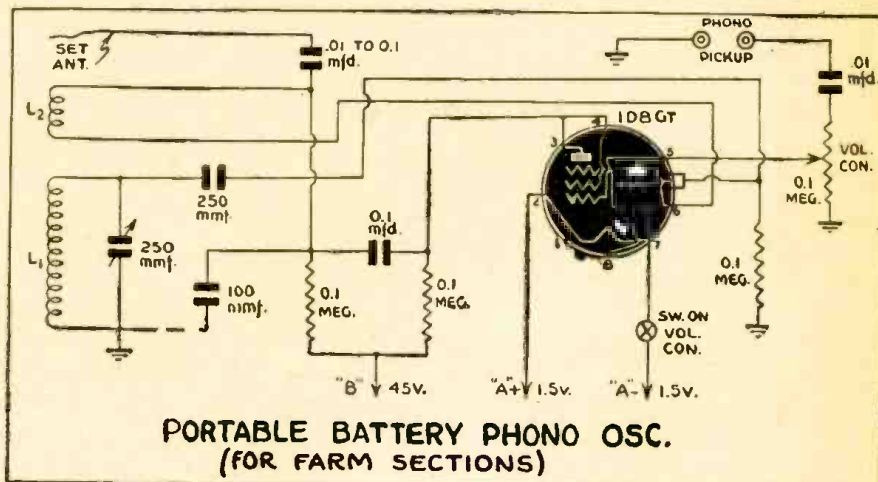 SET
ANT.
.01 TO 0.1
mfd.
PHONO
PICKUP
.01
mfd.
L2
1D8GT
3
4
5
VOL.
CON.
0.1
MEG.
250
mmf.
0.1
mfd.
2
6
L1
250
mmf.
100
mmf.
0.1
MEG.
0.1
MEG.
8
7
0.1
MEG.
SW. ON
VOL.
CON.
"B" 45V.
"A"+ 1.5V.
"A"- 1.5V.
PORTABLE BATTERY PHONO OSC.
(FOR FARM SECTIONS)